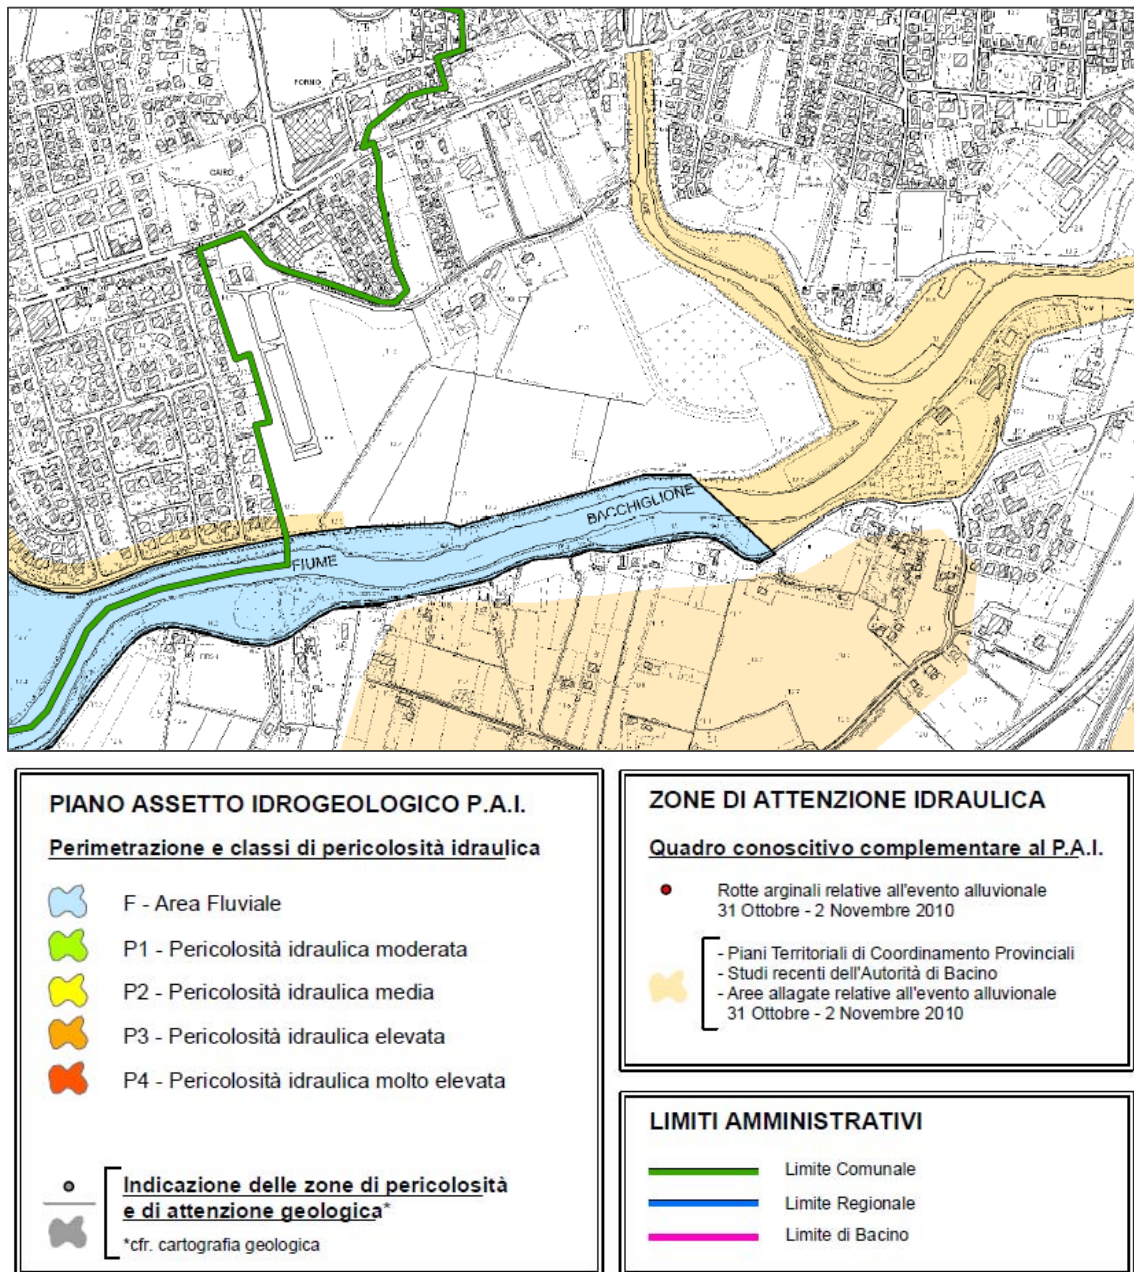 FORNO
CAIRO
FIUME
BACCHIGLIONE
PIANO ASSETTO IDROGEOLOGICO P.A.I.
Perimetrazione e classi di pericolosità idraulica
F - Area Fluviale
P1 - Pericolosità idraulica moderata
P2 - Pericolosità idraulica media
P3 - Pericolosità idraulica elevata
P4 - Pericolosità idraulica molto elevata
Indicazione delle zone di pericolosità
e di attenzione geologica*
*cfr. cartografia geologica
ZONE DI ATTENZIONE IDRAULICA
Quadro conoscitivo complementare al P.A.I.
Rotte arginali relative all'evento alluvionale
31 Ottobre - 2 Novembre 2010
- Piani Territoriali di Coordinamento Provinciali
- Studi recenti dell'Autorità di Bacino
- Aree allagate relative all'evento alluvionale
31 Ottobre - 2 Novembre 2010
LIMITI AMMINISTRATIVI
Limite Comunale
Limite Regionale
Limite di Bacino